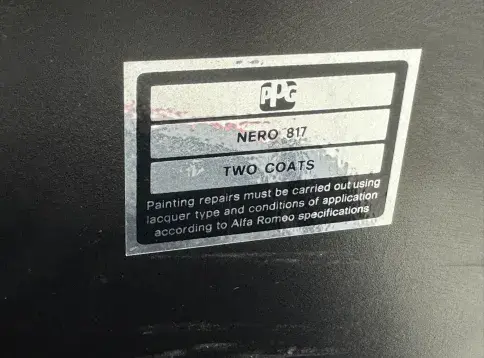 PPG
NERO 817
TWO COATS
Painting repairs must be carried out using
lacquer type and conditions of application
according to Alfa Romeo specifications